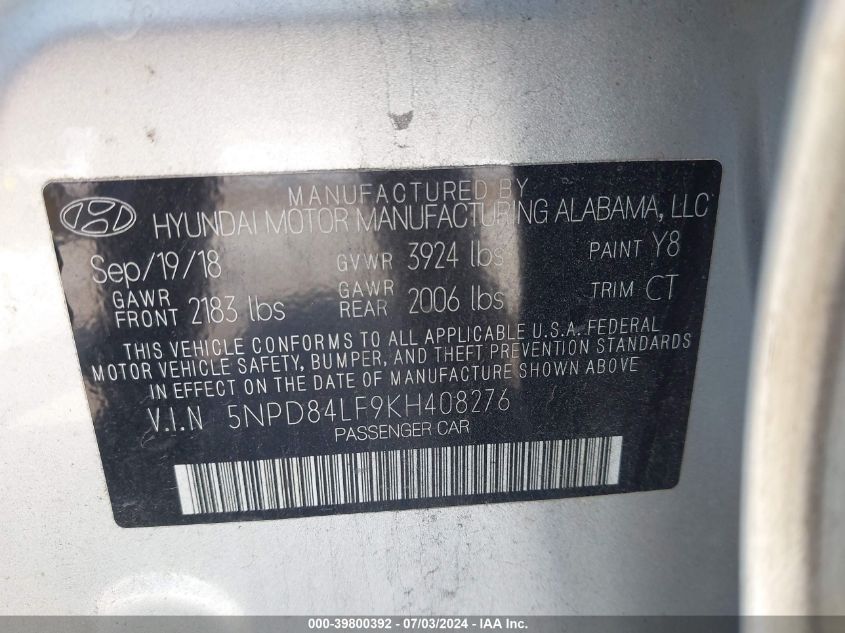 MANUFACTURED BY
HYUNDAI MOTOR MANUFACTURING ALABAMA, LLC
Sep/19/18 GVWR 3924 lbs PAINT Y8
GAWR FRONT 2183 lbs GAWR REAR 2006 lbs TRIM CT
THIS VEHICLE CONFORMS TO ALL APPLICABLE U.S.A. FEDERAL
MOTOR VEHICLE SAFETY, BUMPER, AND THEFT PREVENTION STANDARDS
IN EFFECT ON THE DATE OF MANUFACTURE SHOWN ABOVE
V.I.N 5NPD84LF9KH408276
PASSENGER CAR
000-39800392 - 07/03/2024 - IAA Inc.